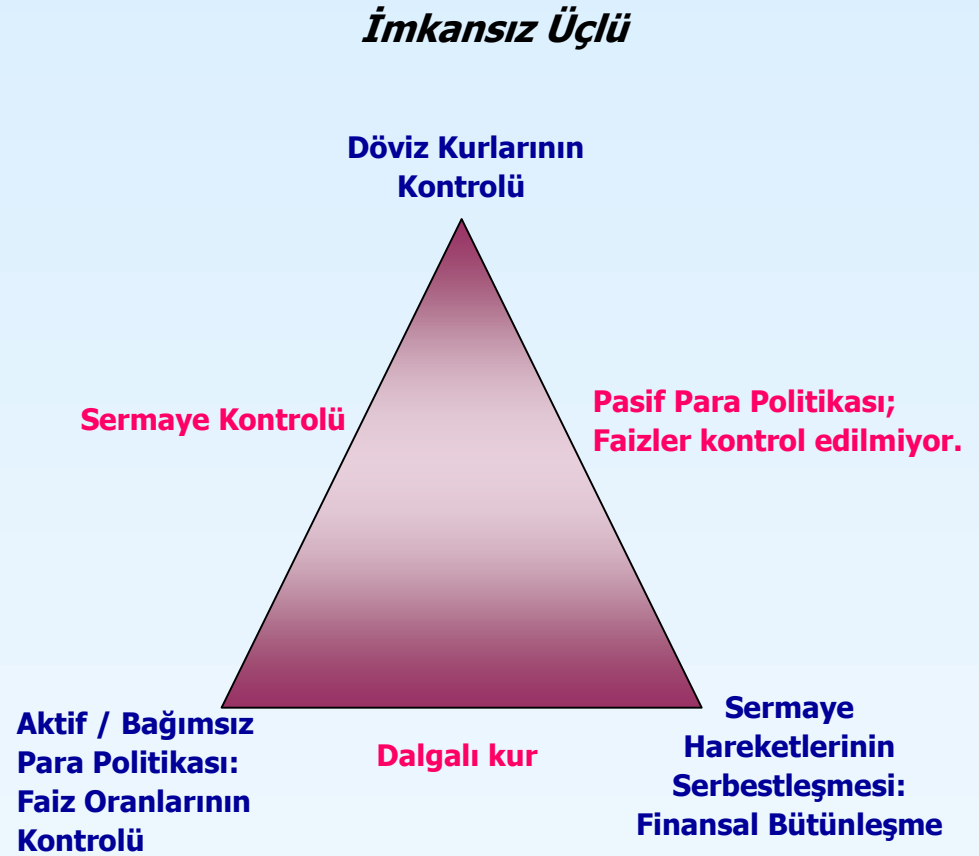 İmkansız Üçlü
Döviz Kurlarının
Kontrolü
Sermaye Kontrolü
Pasif Para Politikası;
Faizler kontrol edilmiyor.
Aktif / Bağımsız
Para Politikası:
Faiz Oranlarının
Kontrolü
Dalgalı kur
Sermaye
Hareketlerinin
Serbestleşmesi:
Finansal Bütünleşme